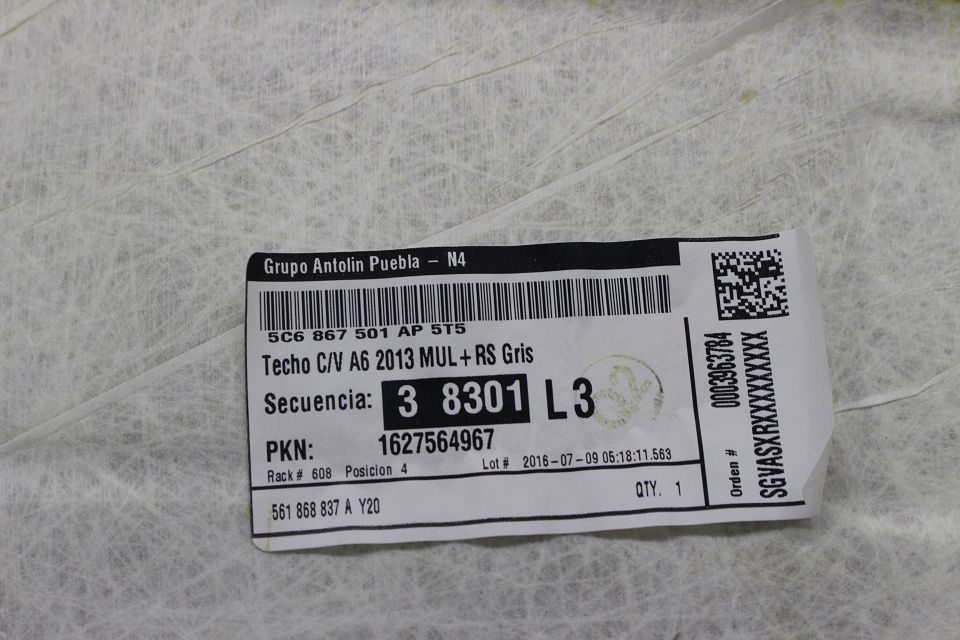 Grupo Antolin Puebla - N4
5C6 867 501 AP 5T5
Techo C/V A6 2013 MUL+RS Gris
Secuencia: 3 8301 L3
PKN: 1627564967
Rack# 608 Posicion 4 Lot# 2016-07-09 05:18:11.563
561 868 837 A Y20 QTY. 1
Orden # 0003963784
SGVASXRXXXXXXXXXX
02